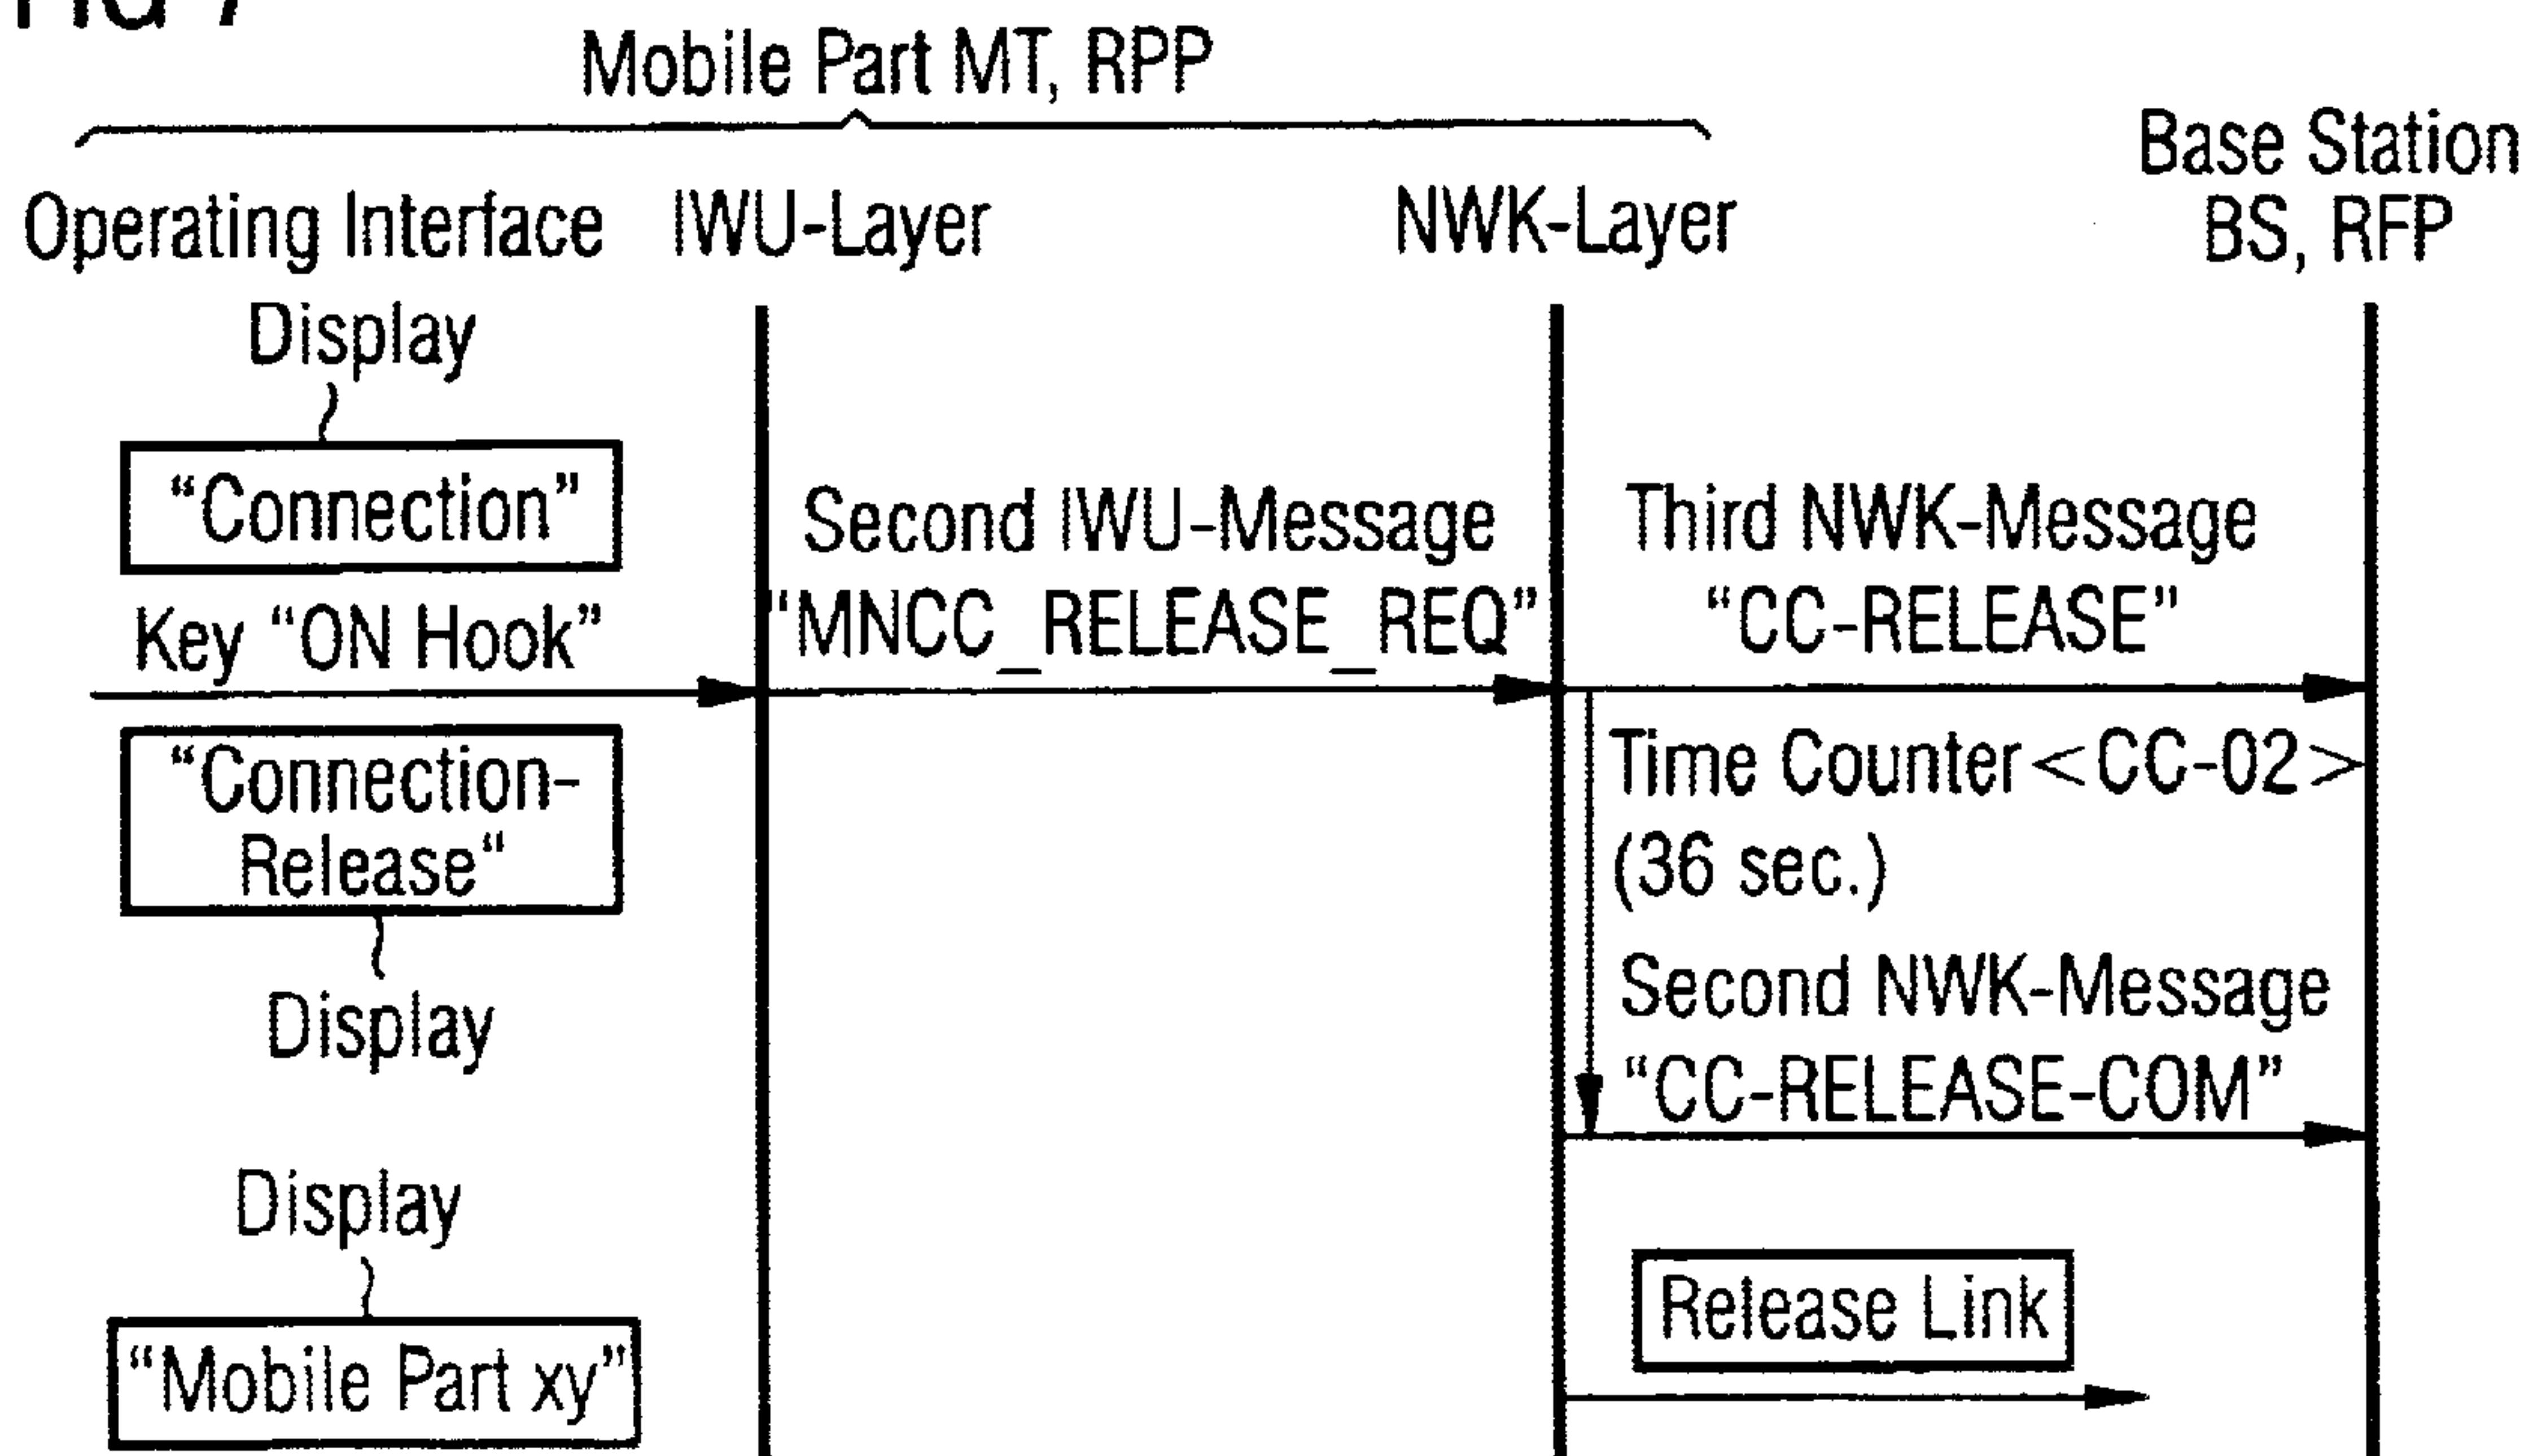 FIG 7
Mobile Part MT, RPP
Base Station
BS, RFP
Operating Interface
IWU-Layer
NWK-Layer
Display
“Connection”
Key “ON Hook”
Second IWU-Message
“MNCC_RELEASE_REQ”
Third NWK-Message
“CC-RELEASE”
“Connection-
Release“
Display
Time Counter <CC-02>
(36 sec.)
Second NWK-Message
“CC-RELEASE-COM”
Display
“Mobile Part xy”
Release Link